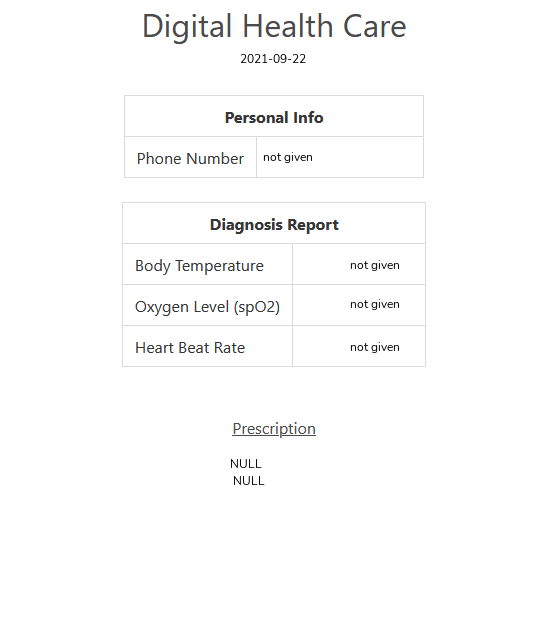 Digital Health Care
2021-09-22
Personal Info
Phone Number not given
Diagnosis Report
Body Temperature not given
Oxygen Level (spO2) not given
Heart Beat Rate not given
Prescription
NULL
NULL